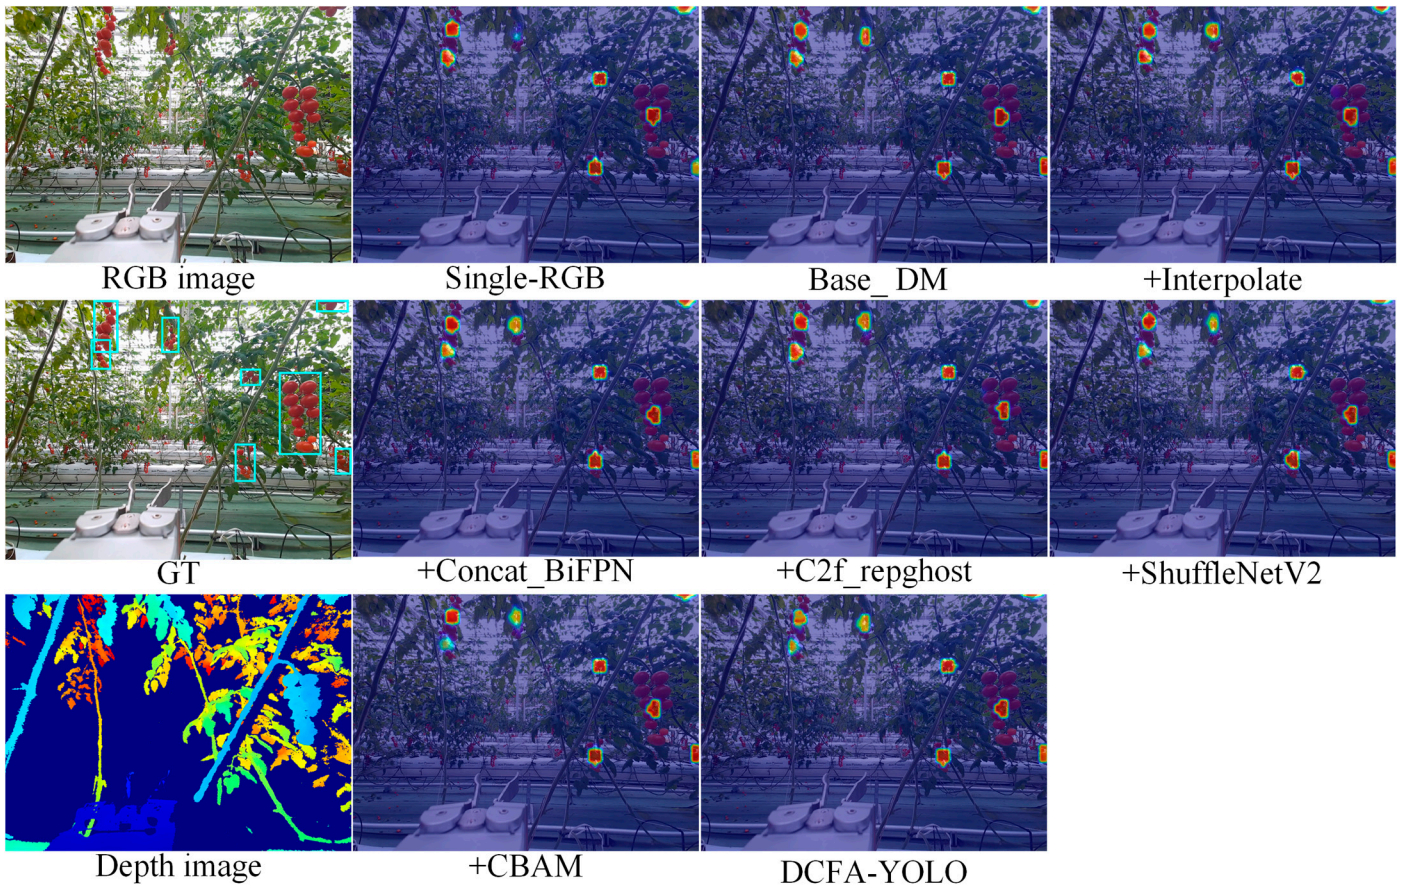 RGB image
Single-RGB
Base_ DM
+Interpolate
GT
+Concat_BiFPN
+C2f_repghost
+ShuffleNetV2
Depth image
+CBAM
DCFA-YOLO